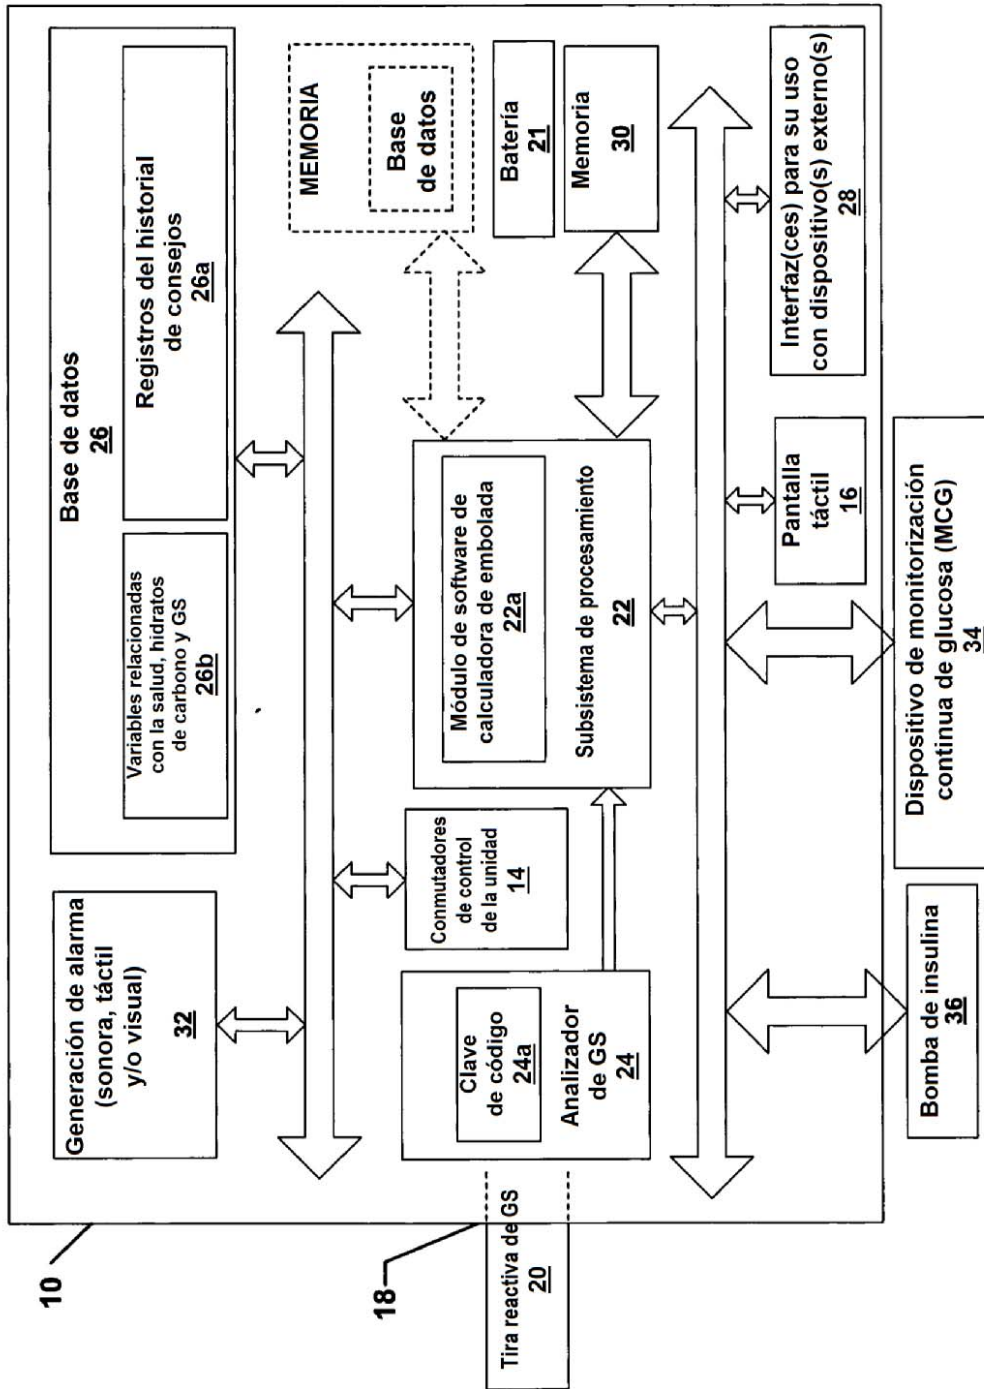 10
Generación de alarma
(sonora, táctil
y/o visual)
32
Base de datos
26
Variables relacionadas
con la salud, hidratos
de carbono y GS
26b
Registros del historial
de consejos
26a
MEMORIA
Base
de datos
18
Tira reactiva de GS
20
Clave
de código
24a
Analizador
de GS
24
Conmutadores
de control
de la unidad
14
Módulo de software de
calculadora de embolada
22a
Subsistema de procesamiento
22
Batería
21
Memoria
30
Pantalla
táctil
16
Interfaz(ces) para su uso
con dispositivo(s) externo(s)
28
Bomba de insulina
36
Dispositivo de monitorización
continua de glucosa (MCG)
34